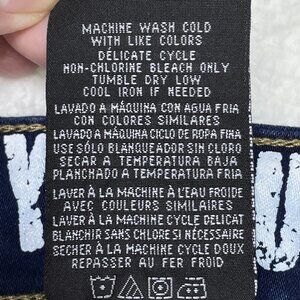 MACHINE WASH COLD
WITH LIKE COLORS
DELICATE CYCLE
NON-CHLORINE BLEACH ONLY
TUMBLE DRY LOW
COOL IRON IF NEEDED
LAVADO A MÁQUINA CON AGUA FRIA
CON COLORES SIMILARES
LAVADO A MÁQUINA CICLO DE ROPA FINA
USE SÓLO BLANQUEADOR SIN CLORO
SECAR A TEMPERATURA BAJA
PLANCHADO A TEMPERATURA FRIA
LAVER À LA MACHINE À L'EAU FROIDE
AVEC COULEURS SIMILAIRES
LAVER À LA MACHINE CYCLE DELICAT
BLANCHIR SANS CHLORE SI NÉCESSAIRE
SÉCHER À LA MACHINE CYCLE DOUX
REPASSER AU FER FROID